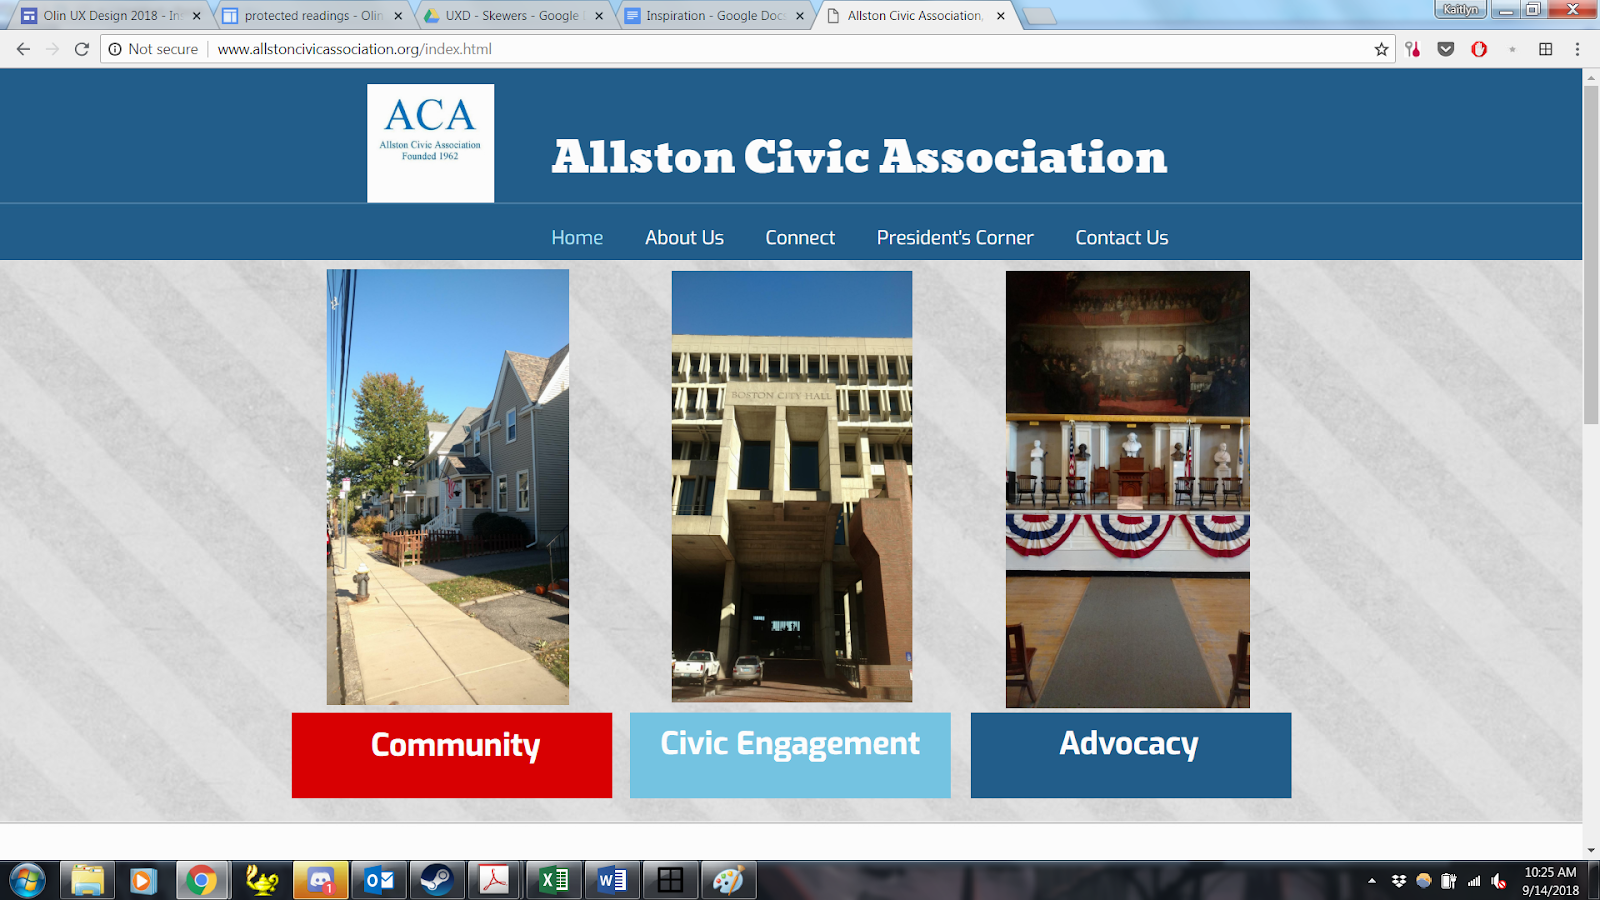 Olin UX Design 2018 - In
protected readings - Olin
UXD - Skewers - Google
Inspiration - Google Docs
Allston Civic Association,
Kaitlyn
Not secure
www.allstoncivicassociation.org/index.html
ACA
Allston Civic Association
Founded 1962
Allston Civic Association
Home
About Us
Connect
President's Corner
Contact Us
BOSTON CITY HALL
Community
Civic Engagement
Advocacy
1
10:25 AM
9/14/2018